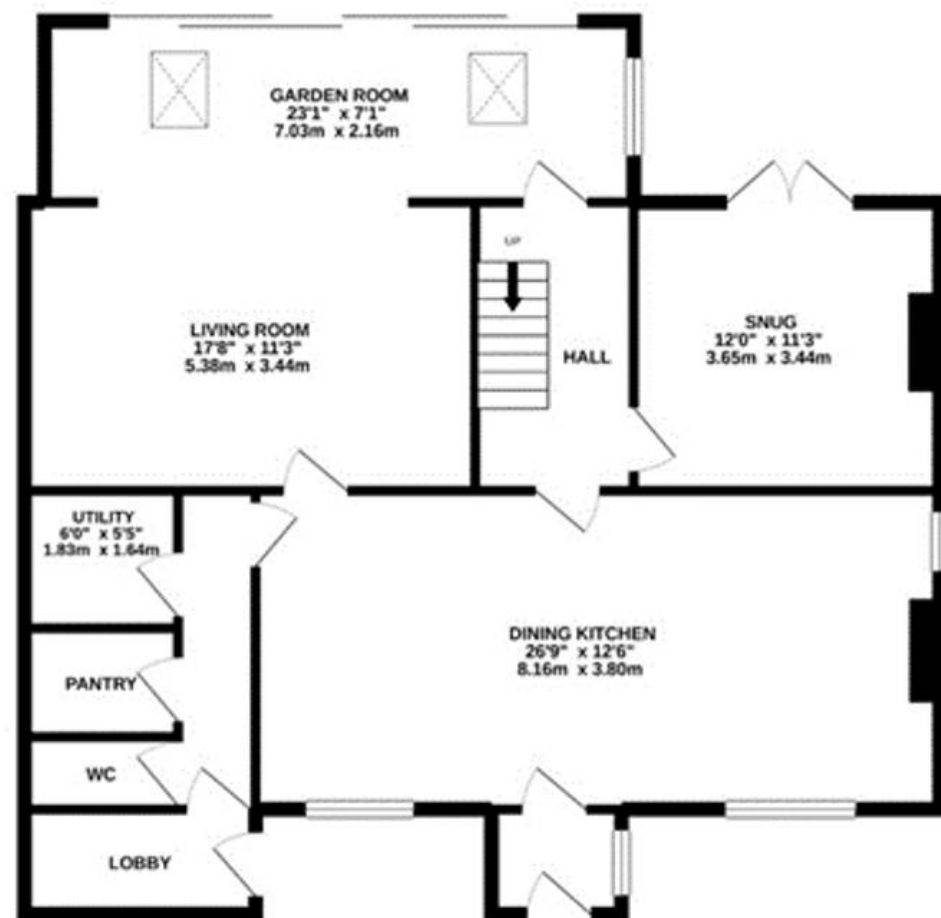 GARDEN ROOM
23'1" x 7'1"
7.03m x 2.16m
UP
LIVING ROOM
17'8" x 11'3"
5.38m x 3.44m
HALL
SNUG
12'0" x 11'3"
3.65m x 3.44m
UTILITY
6'0" x 5'5"
1.83m x 1.64m
DINING KITCHEN
26'9" x 12'6"
8.16m x 3.80m
PANTRY
WC
LOBBY